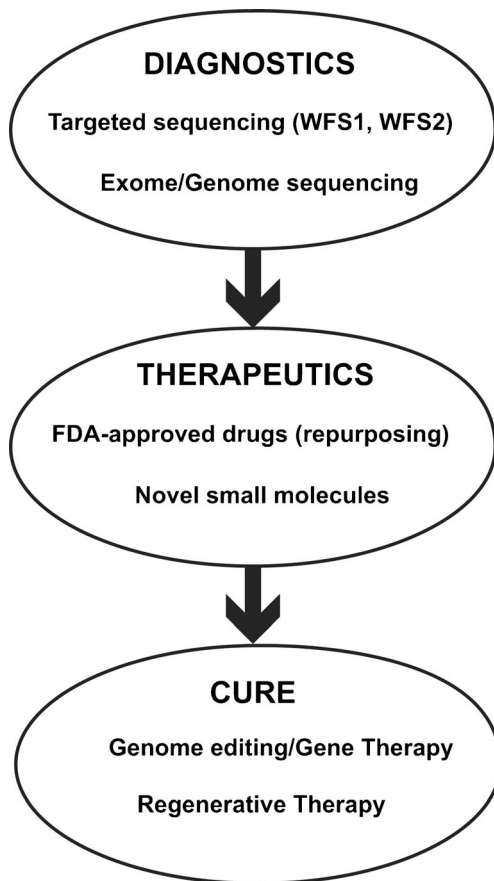 DIAGNOSTICS
Targeted sequencing (WFS1, WFS2)
Exome/Genome sequencing
THERAPEUTICS
FDA-approved drugs (repurposing)
Novel small molecules
CURE
Genome editing/Gene Therapy
Regenerative Therapy